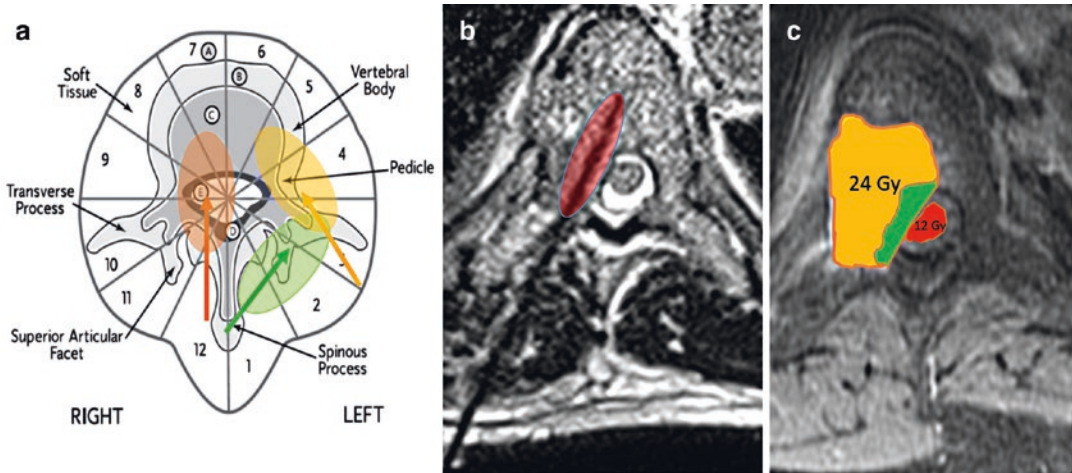 a
7
A
6
8
B
5
Soft
Tissue
Vertebral
Body
C
9
4
Pedicle
Transverse
Process
E
D
10
3
11
2
Superior Articular
Facet
12
1
Spinous
Process
RIGHT
LEFT
b
c
24 Gy
12 Gy